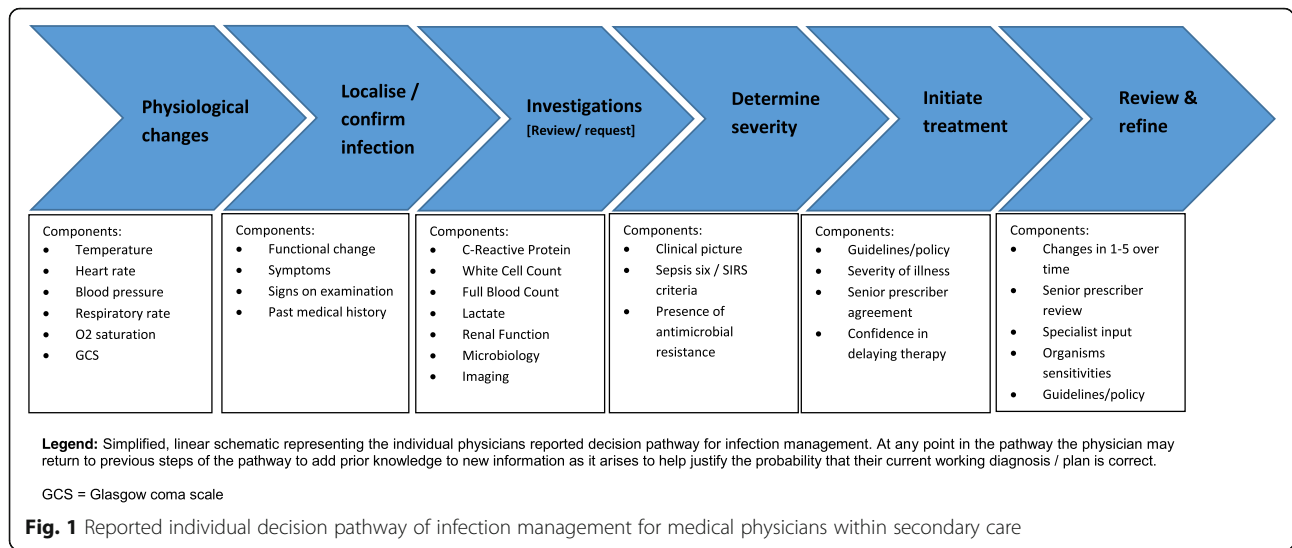 Physiological
changes
Localise /
confirm
infection
Investigations
[Review/ request]
Determine
severity
Initiate
treatment
Review &
refine
Components:
• Temperature
• Heart rate
• Blood pressure
• Respiratory rate
• O2 saturation
• GCS
Components:
• Functional change
• Symptoms
• Signs on examination
• Past medical history
Components:
• C-Reactive Protein
• White Cell Count
• Full Blood Count
• Lactate
• Renal Function
• Microbiology
• Imaging
Components:
• Clinical picture
• Sepsis six / SIRS
criteria
• Presence of
antimicrobial
resistance
Components:
• Guidelines/policy
• Severity of illness
• Senior prescriber
agreement
• Confidence in
delaying therapy
Components:
• Changes in 1-5 over
time
• Senior prescriber
review
• Specialist input
• Organisms
sensitivities
• Guidelines/policy
Legend: Simplified, linear schematic representing the individual physicians reported decision pathway for infection management. At any point in the pathway the physician may
return to previous steps of the pathway to add prior knowledge to new information as it arises to help justify the probability that their current working diagnosis / plan is correct.
GCS = Glasgow coma scale
Fig. 1 Reported individual decision pathway of infection management for medical physicians within secondary care